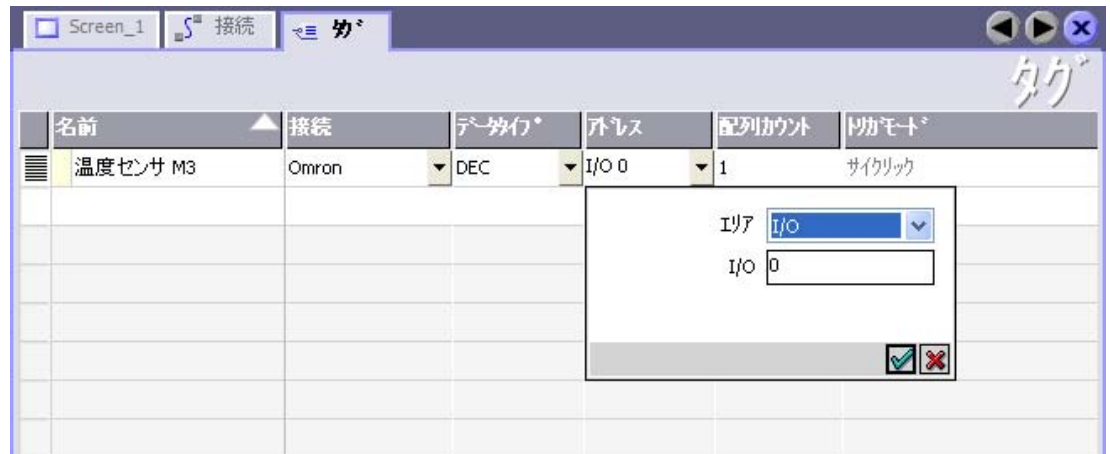 Screen_1 接続 ﾀｸﾞ
タグ
名前 接続 ﾃﾞｰﾀﾀｲﾌﾟ ｱﾄﾞﾚｽ 配列ｶｳﾝﾄ ﾄﾘｶﾞﾓｰﾄﾞ
温度センサ M3 Omron DEC I/O 0 1 ｻｲｸﾘｯｸ
ｴﾘｱ I/O
I/O 0